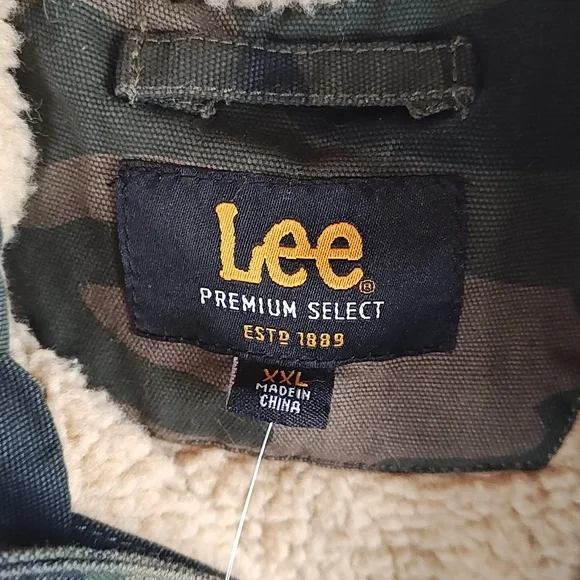 Lee®
PREMIUM SELECT
ESTD 1889
XXL
MADE IN
CHINA